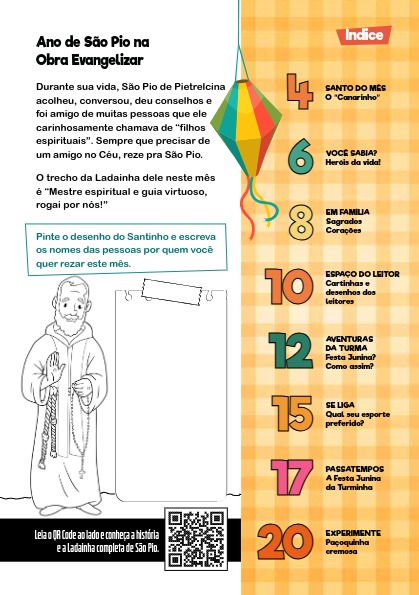 Ano de São Pio na
Obra Evangelizar
Durante sua vida, São Pio de Pietrelcina
acolheu, conversou, deu conselhos e
foi amigo de muitas pessoas que ele
carinhosamente chamava de “filhos
espirituais”. Sempre que precisar de
um amigo no Céu, reze pra São Pio.
O trecho da Ladainha dele neste mês
é “Mestre espiritual e guia virtuoso,
rogai por nós!”
Pinte o desenho do Santinho e escreva
os nomes das pessoas por quem você
quer rezar este mês.
Leia o QR Code ao lado e conheça a história
e a Ladainha completa de São Pio.
Índice
4
SANTO DO MÊS
O “Canarinho”
6
VOCÊ SABIA?
Heróis da vida!
8
EM FAMÍLIA
Sagrados
Corações
10
ESPAÇO DO LEITOR
Cartinhas e
desenhos dos
leitores
12
AVENTURAS
DA TURMA
Festa Junina?
Como assim?
15
SE LIGA
Qual seu esporte
preferido?
17
PASSATEMPOS
A Festa Junina
da Turminha
20
EXPERIMENTE
Paçoquinha
cremosa